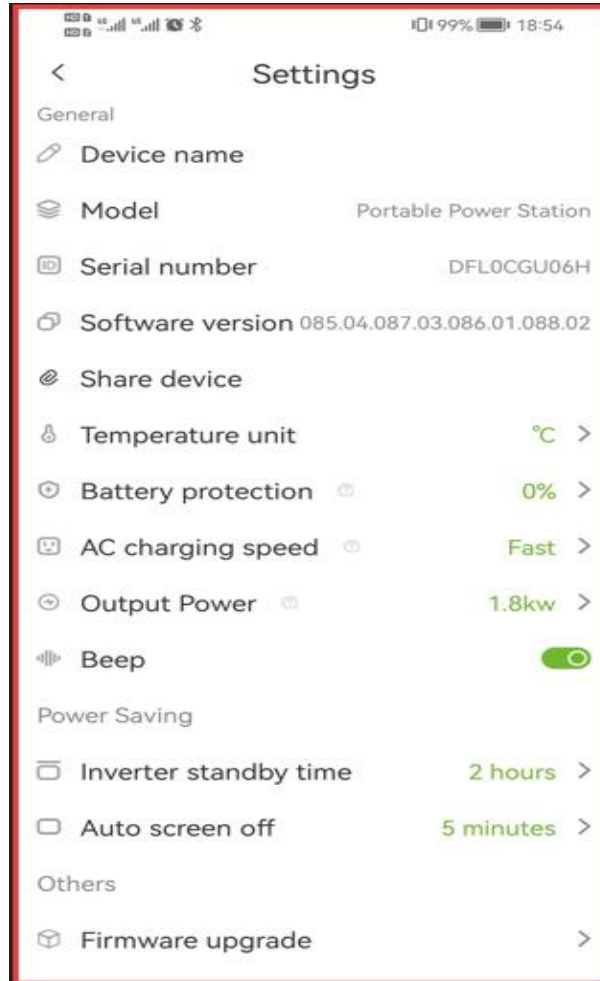 99% 18:54
Settings
General
Device name
Model Portable Power Station
Serial number DFL0CGU06H
Software version 085.04.087.03.086.01.088.02
Share device
Temperature unit °C
Battery protection 0%
AC charging speed Fast
Output Power 1.8kw
Beep
Power Saving
Inverter standby time 2 hours
Auto screen off 5 minutes
Others
Firmware upgrade